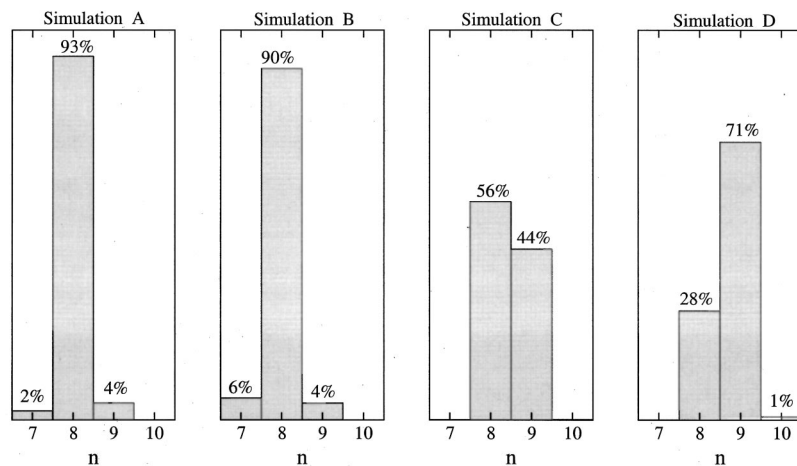 Simulation A
93%
2%
4%
7 8 9 10
n
Simulation B
90%
6%
4%
7 8 9 10
n
Simulation C
56%
44%
7 8 9 10
n
Simulation D
71%
28%
1%
7 8 9 10
n